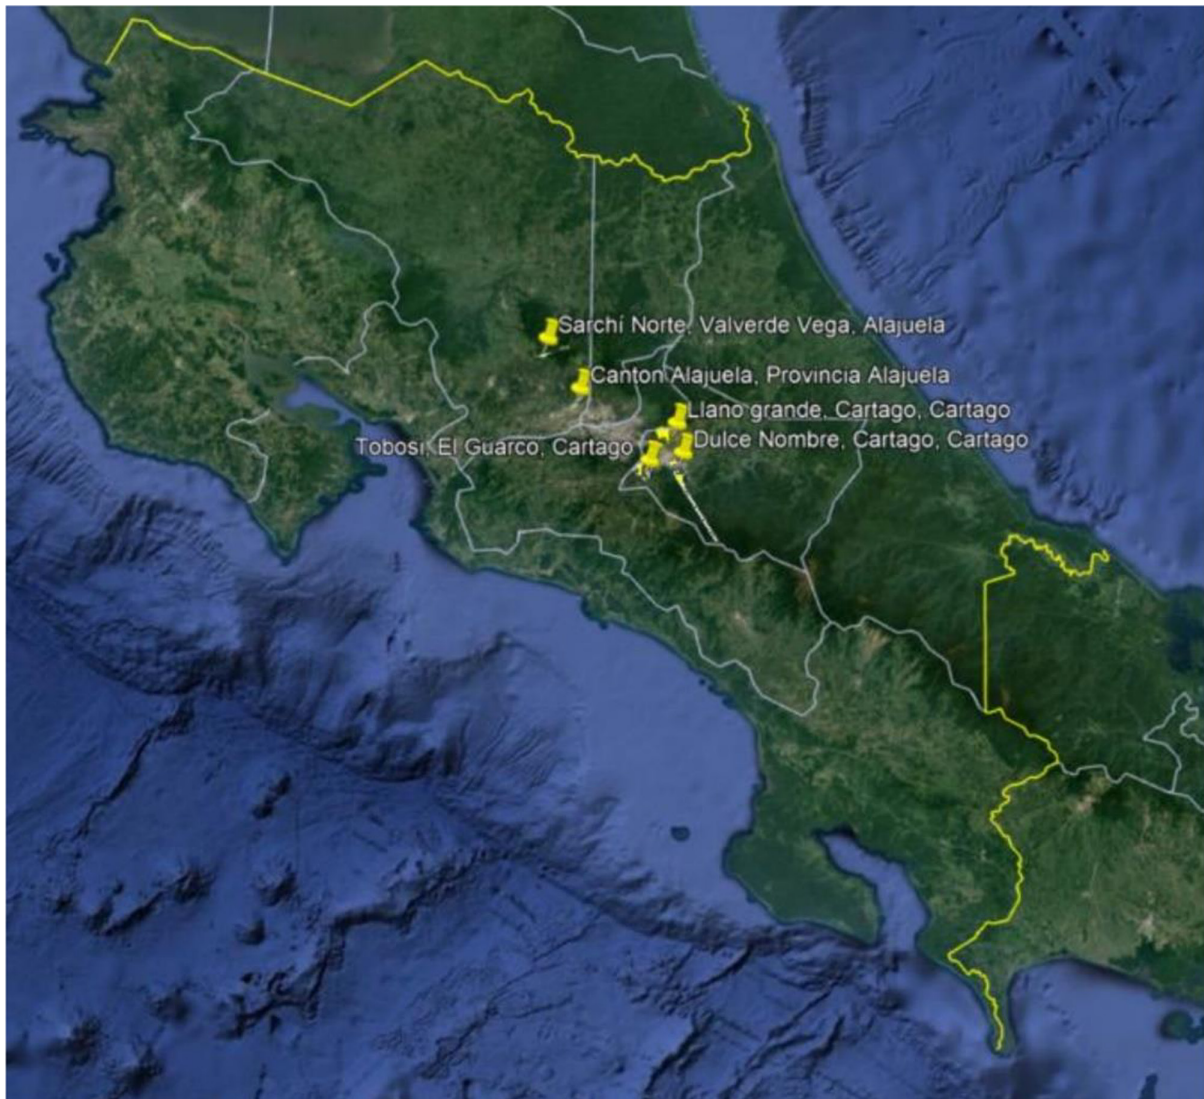 Sarchí Norte, Valverde Vega, Alajuela
Canton Alajuela, Provincia Alajuela
Llano grande, Cartago, Cartago
Dulce Nombre, Cartago, Cartago
Tobosi, El Guarco, Cartago